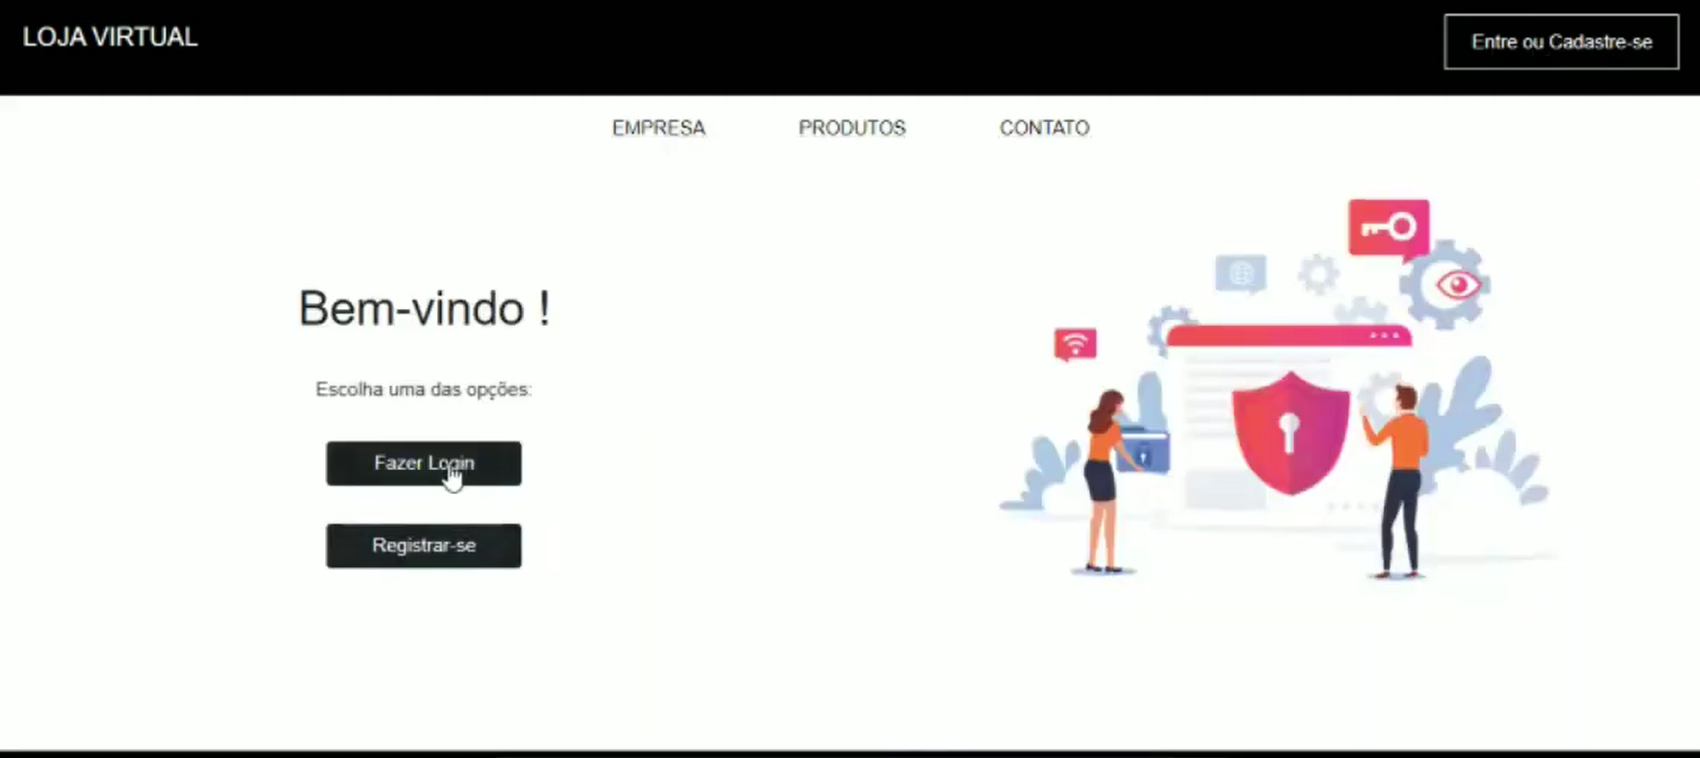 LOJA VIRTUAL
Entre ou Cadastre-se
EMPRESA PRODUTOS CONTATO
Bem-vindo !
Escolha uma das opções:
Fazer Login
Registrar-se